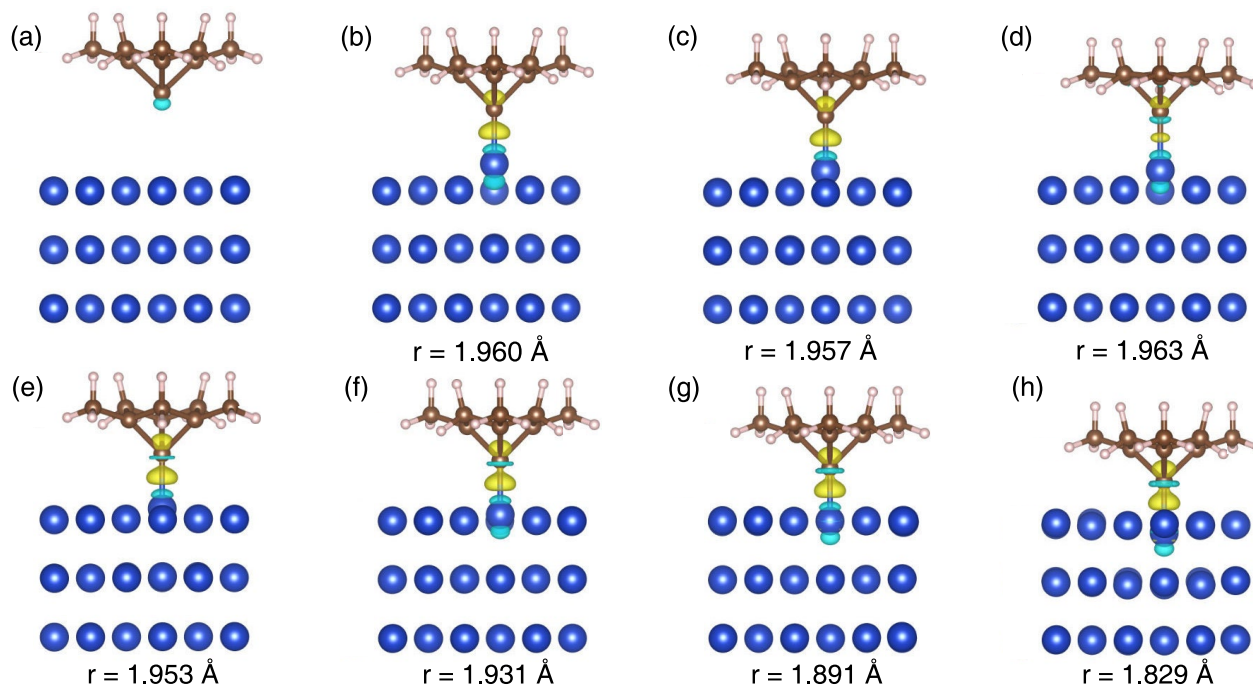 (a) (b) (c) (d)
r = 1.960 Å r = 1.957 Å r = 1.963 Å
(e) (f) (g) (h)
r = 1.953 Å r = 1.931 Å r = 1.891 Å r = 1.829 Å